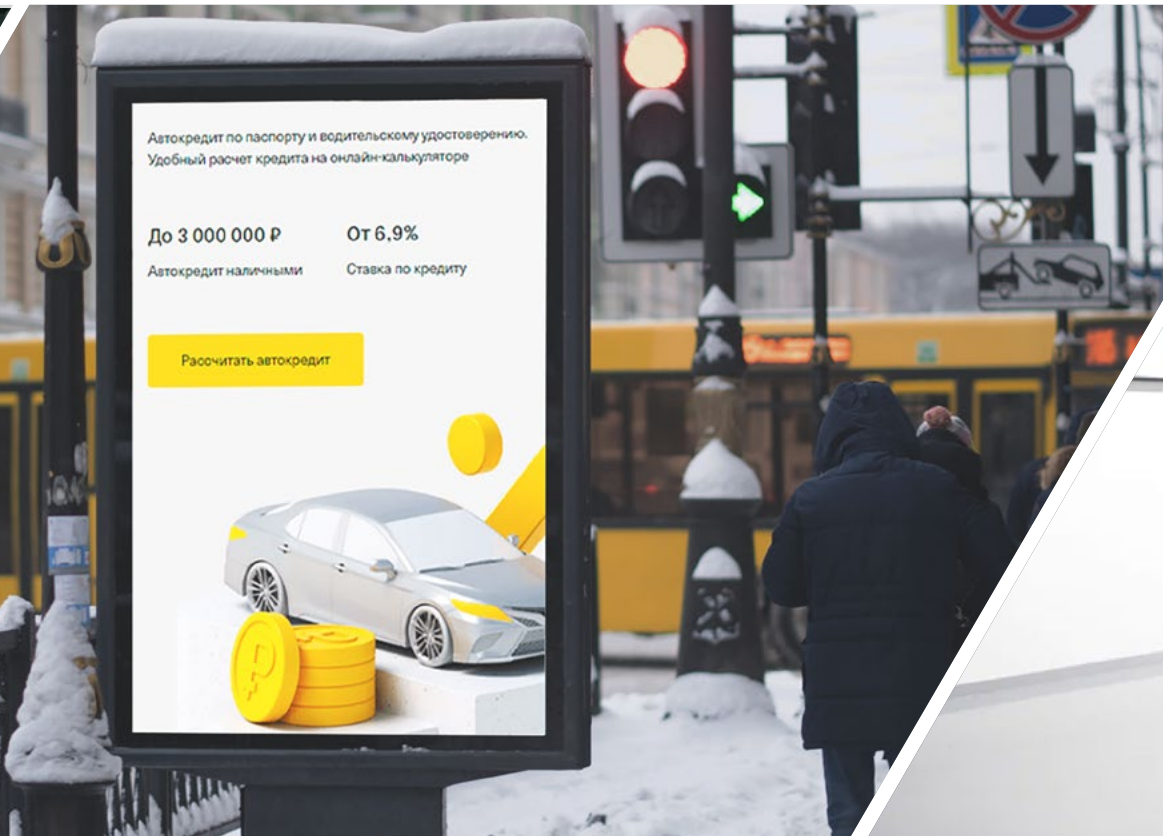 Автокредит по паспорту и водительскому удостоверению.
Удобный расчет кредита на онлайн-калькуляторе
До 3 000 000 ₽
От 6,9%
Автокредит наличными
Ставка по кредиту
Рассчитать автокредит